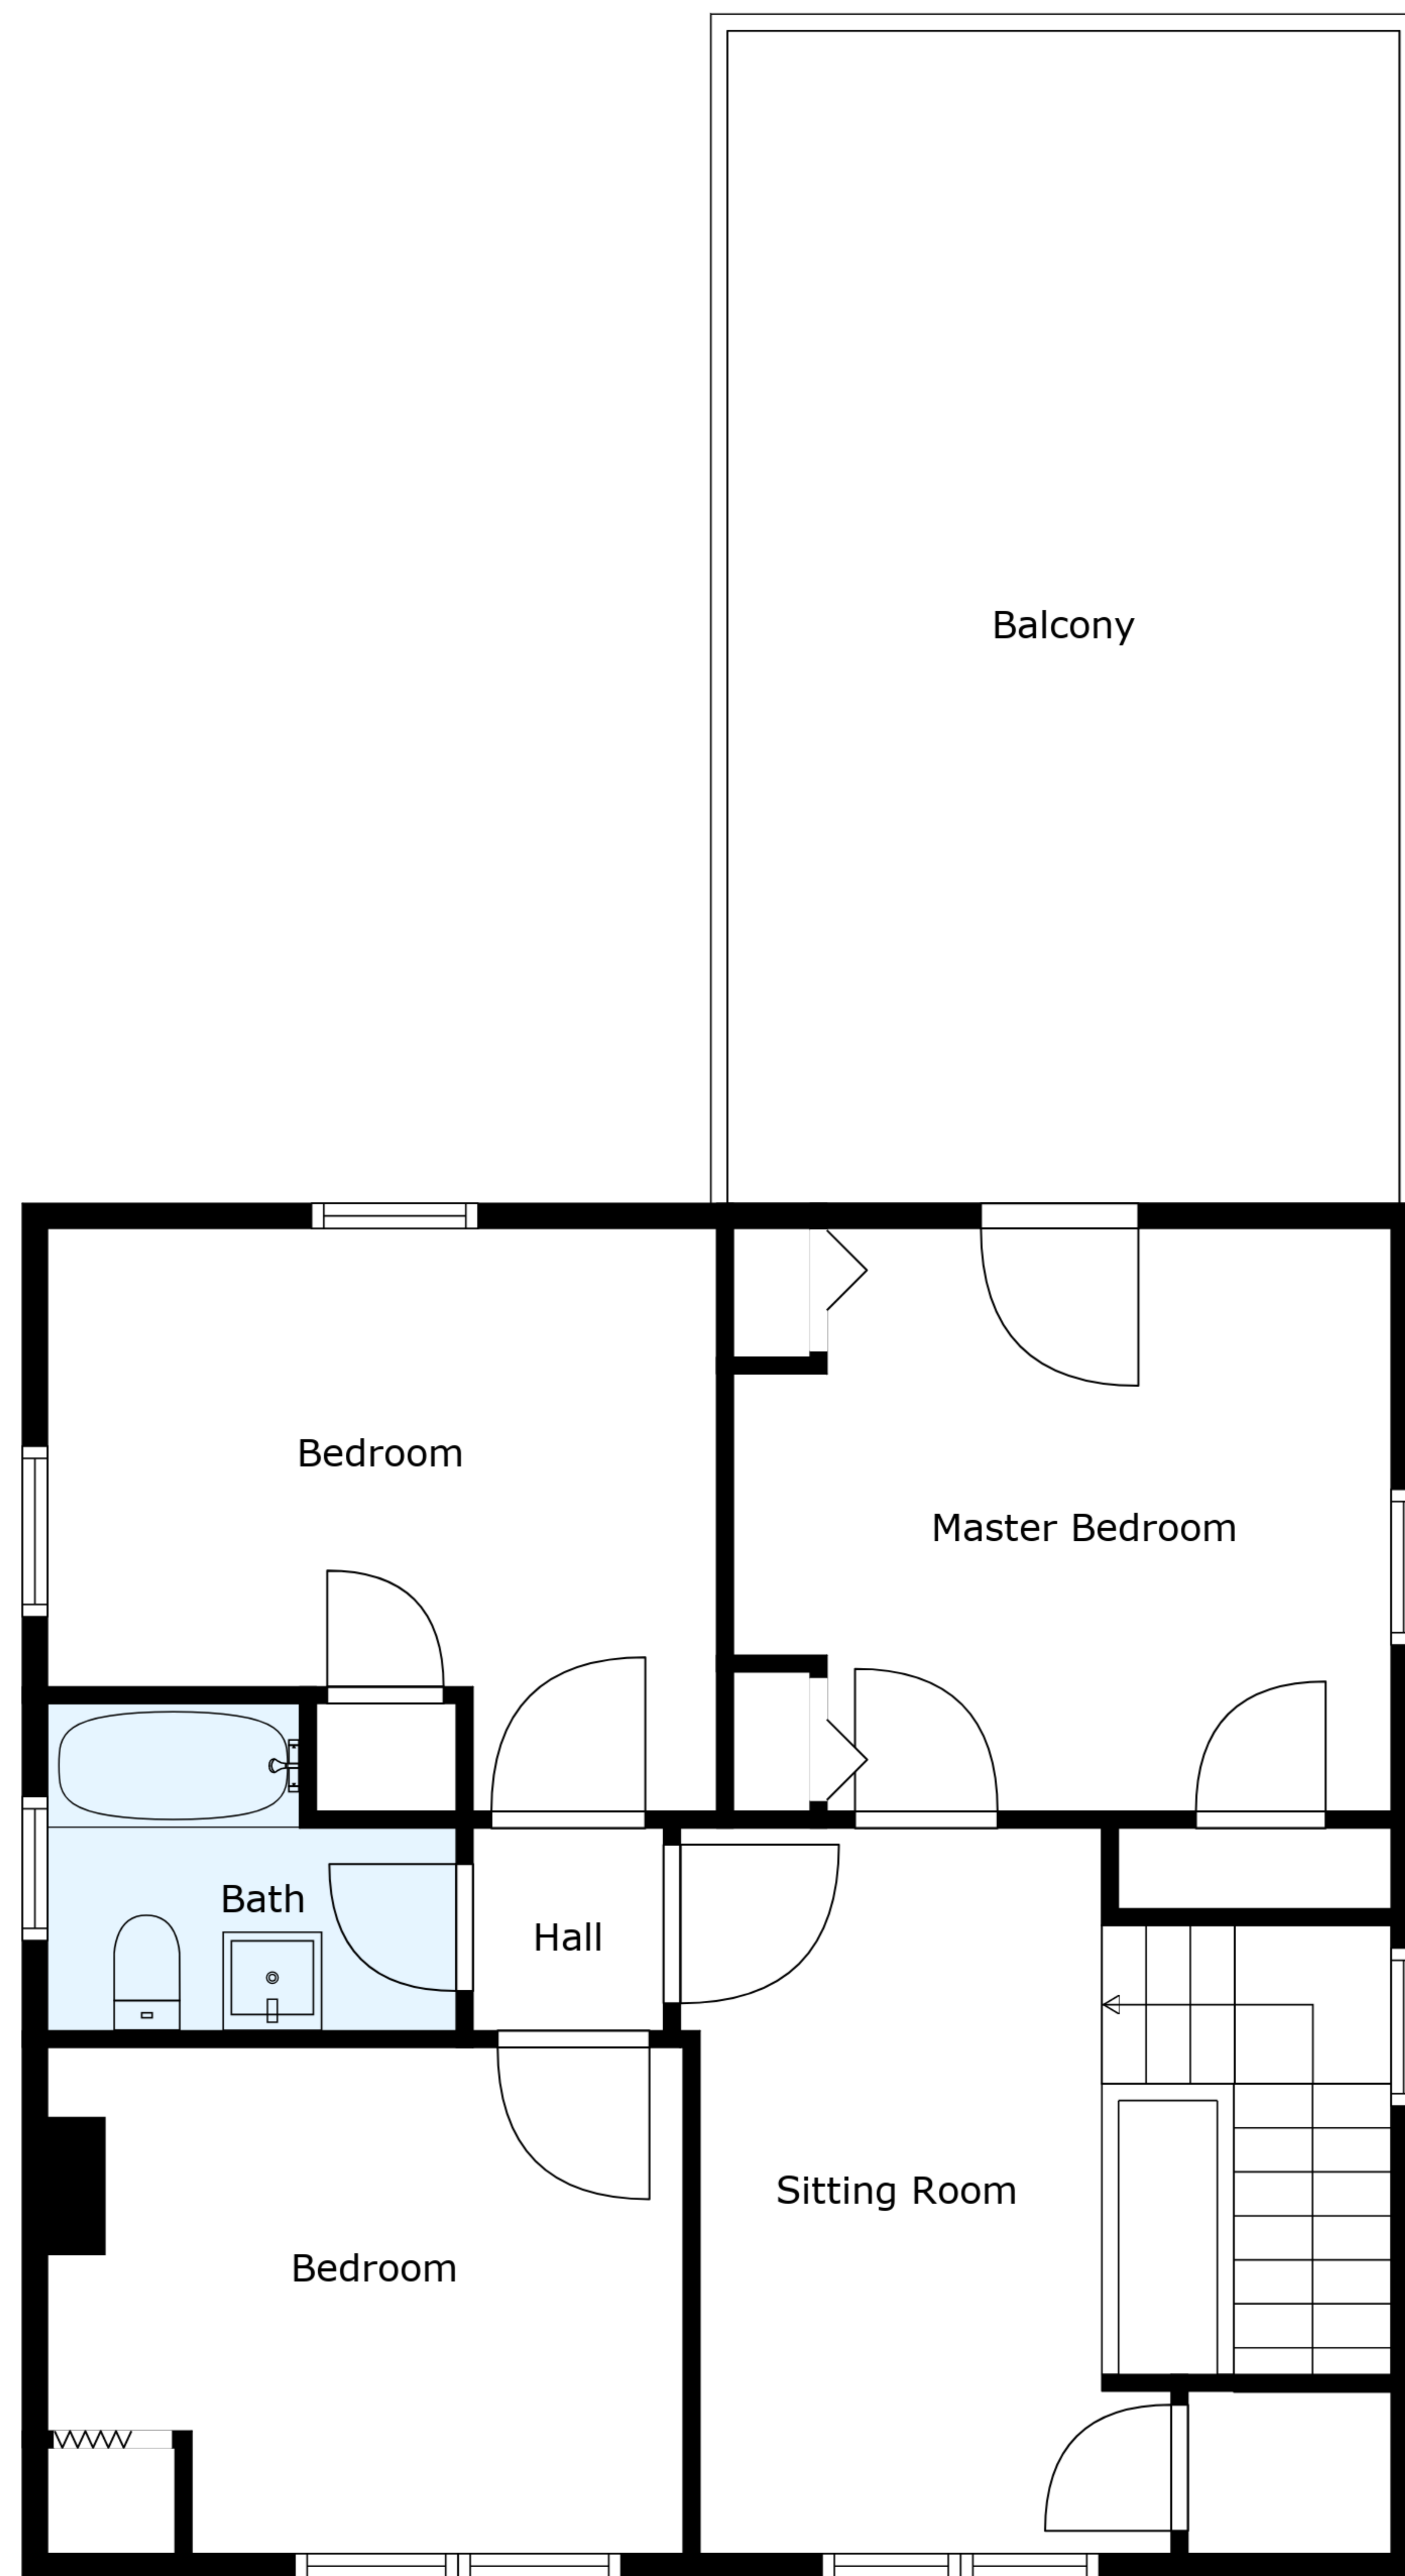 Balcony
Bedroom
Master Bedroom
Bath
Hall
Sitting Room
Bedroom